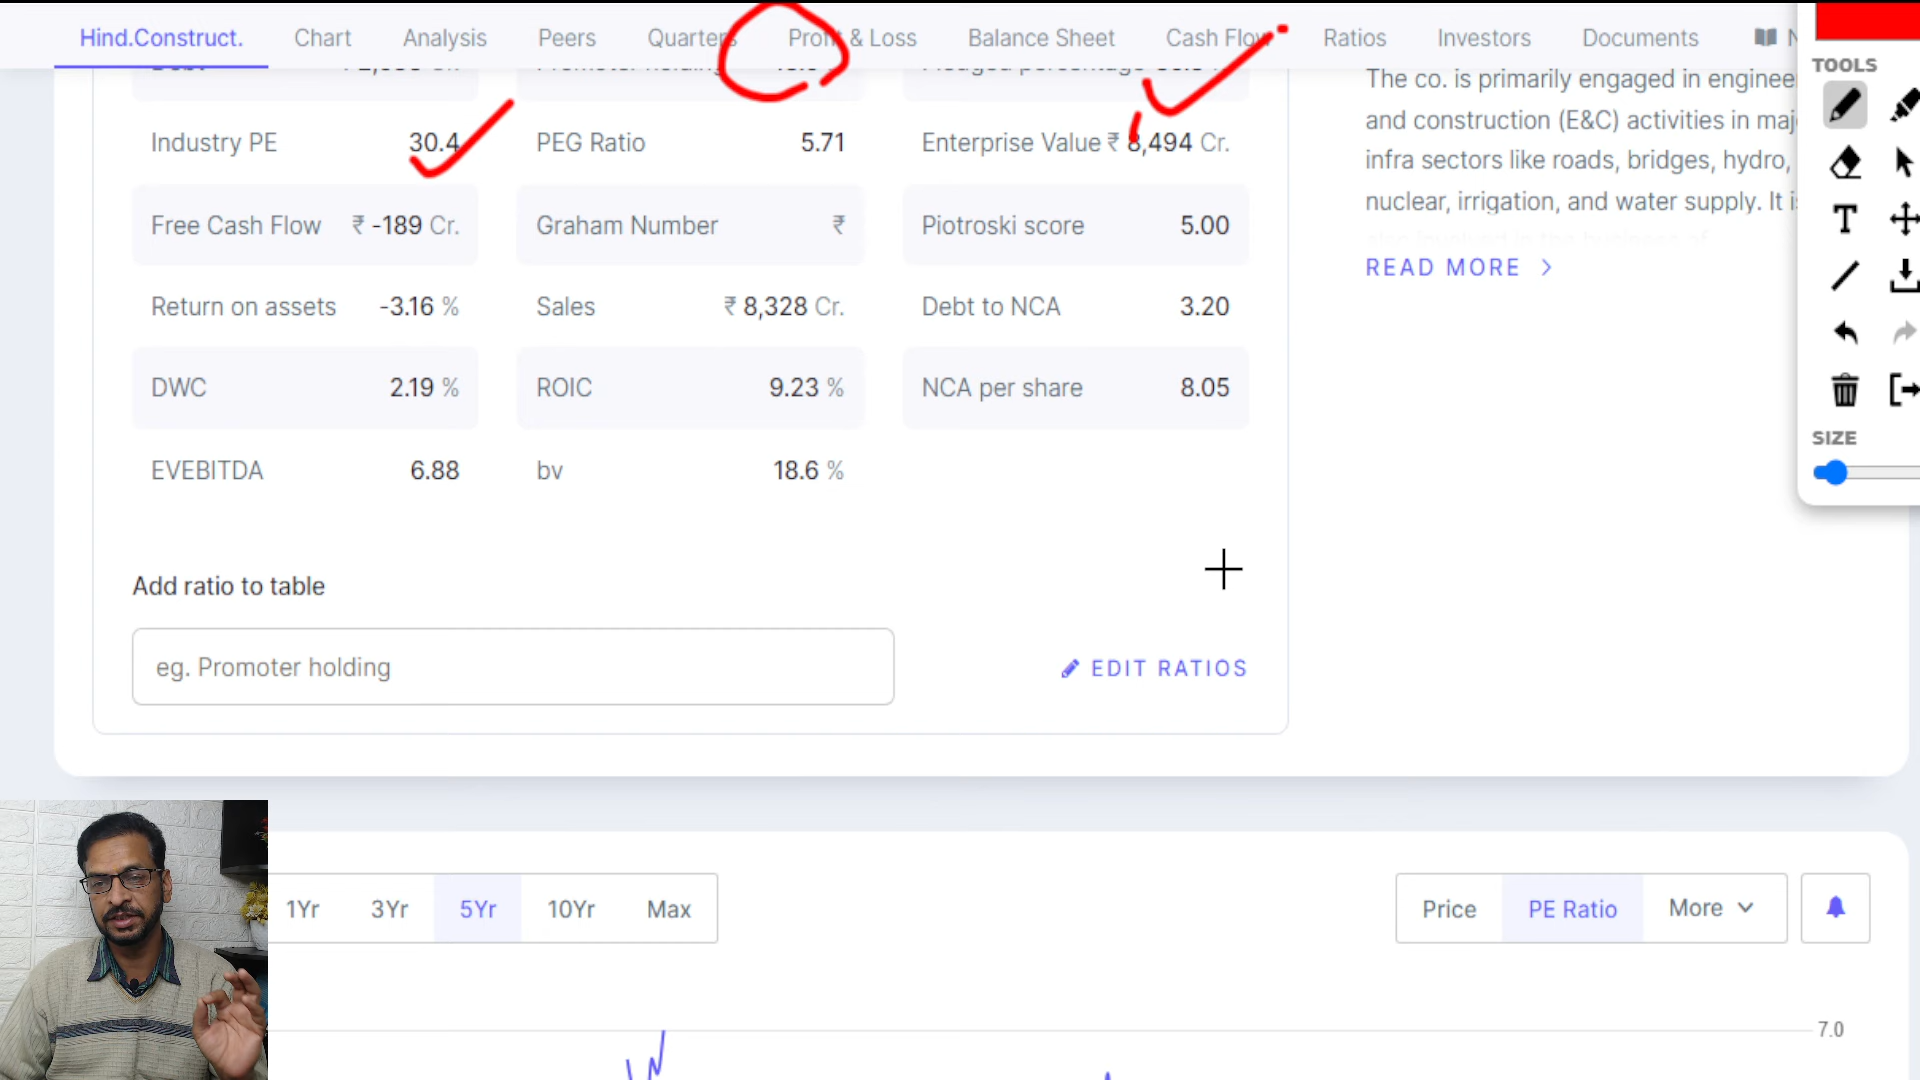 Hind.Construct. Chart Analysis Peers Quarters Profit & Loss Balance Sheet Cash Flow Ratios Investors Documents
Industry PE 30.4 PEG Ratio 5.71 Enterprise Value ₹ 8,494 Cr.
Free Cash Flow ₹ -189 Cr. Graham Number ₹ Piotroski score 5.00
Return on assets -3.16 % Sales ₹ 8,328 Cr. Debt to NCA 3.20
DWC 2.19 % ROIC 9.23 % NCA per share 8.05
EVEBITDA 6.88 bv 18.6 %
Add ratio to table
eg. Promoter holding
EDIT RATIOS
The co. is primarily engaged in
and construction (E&C) activities in
infra sectors like roads, bridges, hydro,
nuclear, irrigation, and water supply. It
READ MORE
TOOLS
SIZE
1Yr 3Yr 5Yr 10Yr Max
Price PE Ratio More
7.0